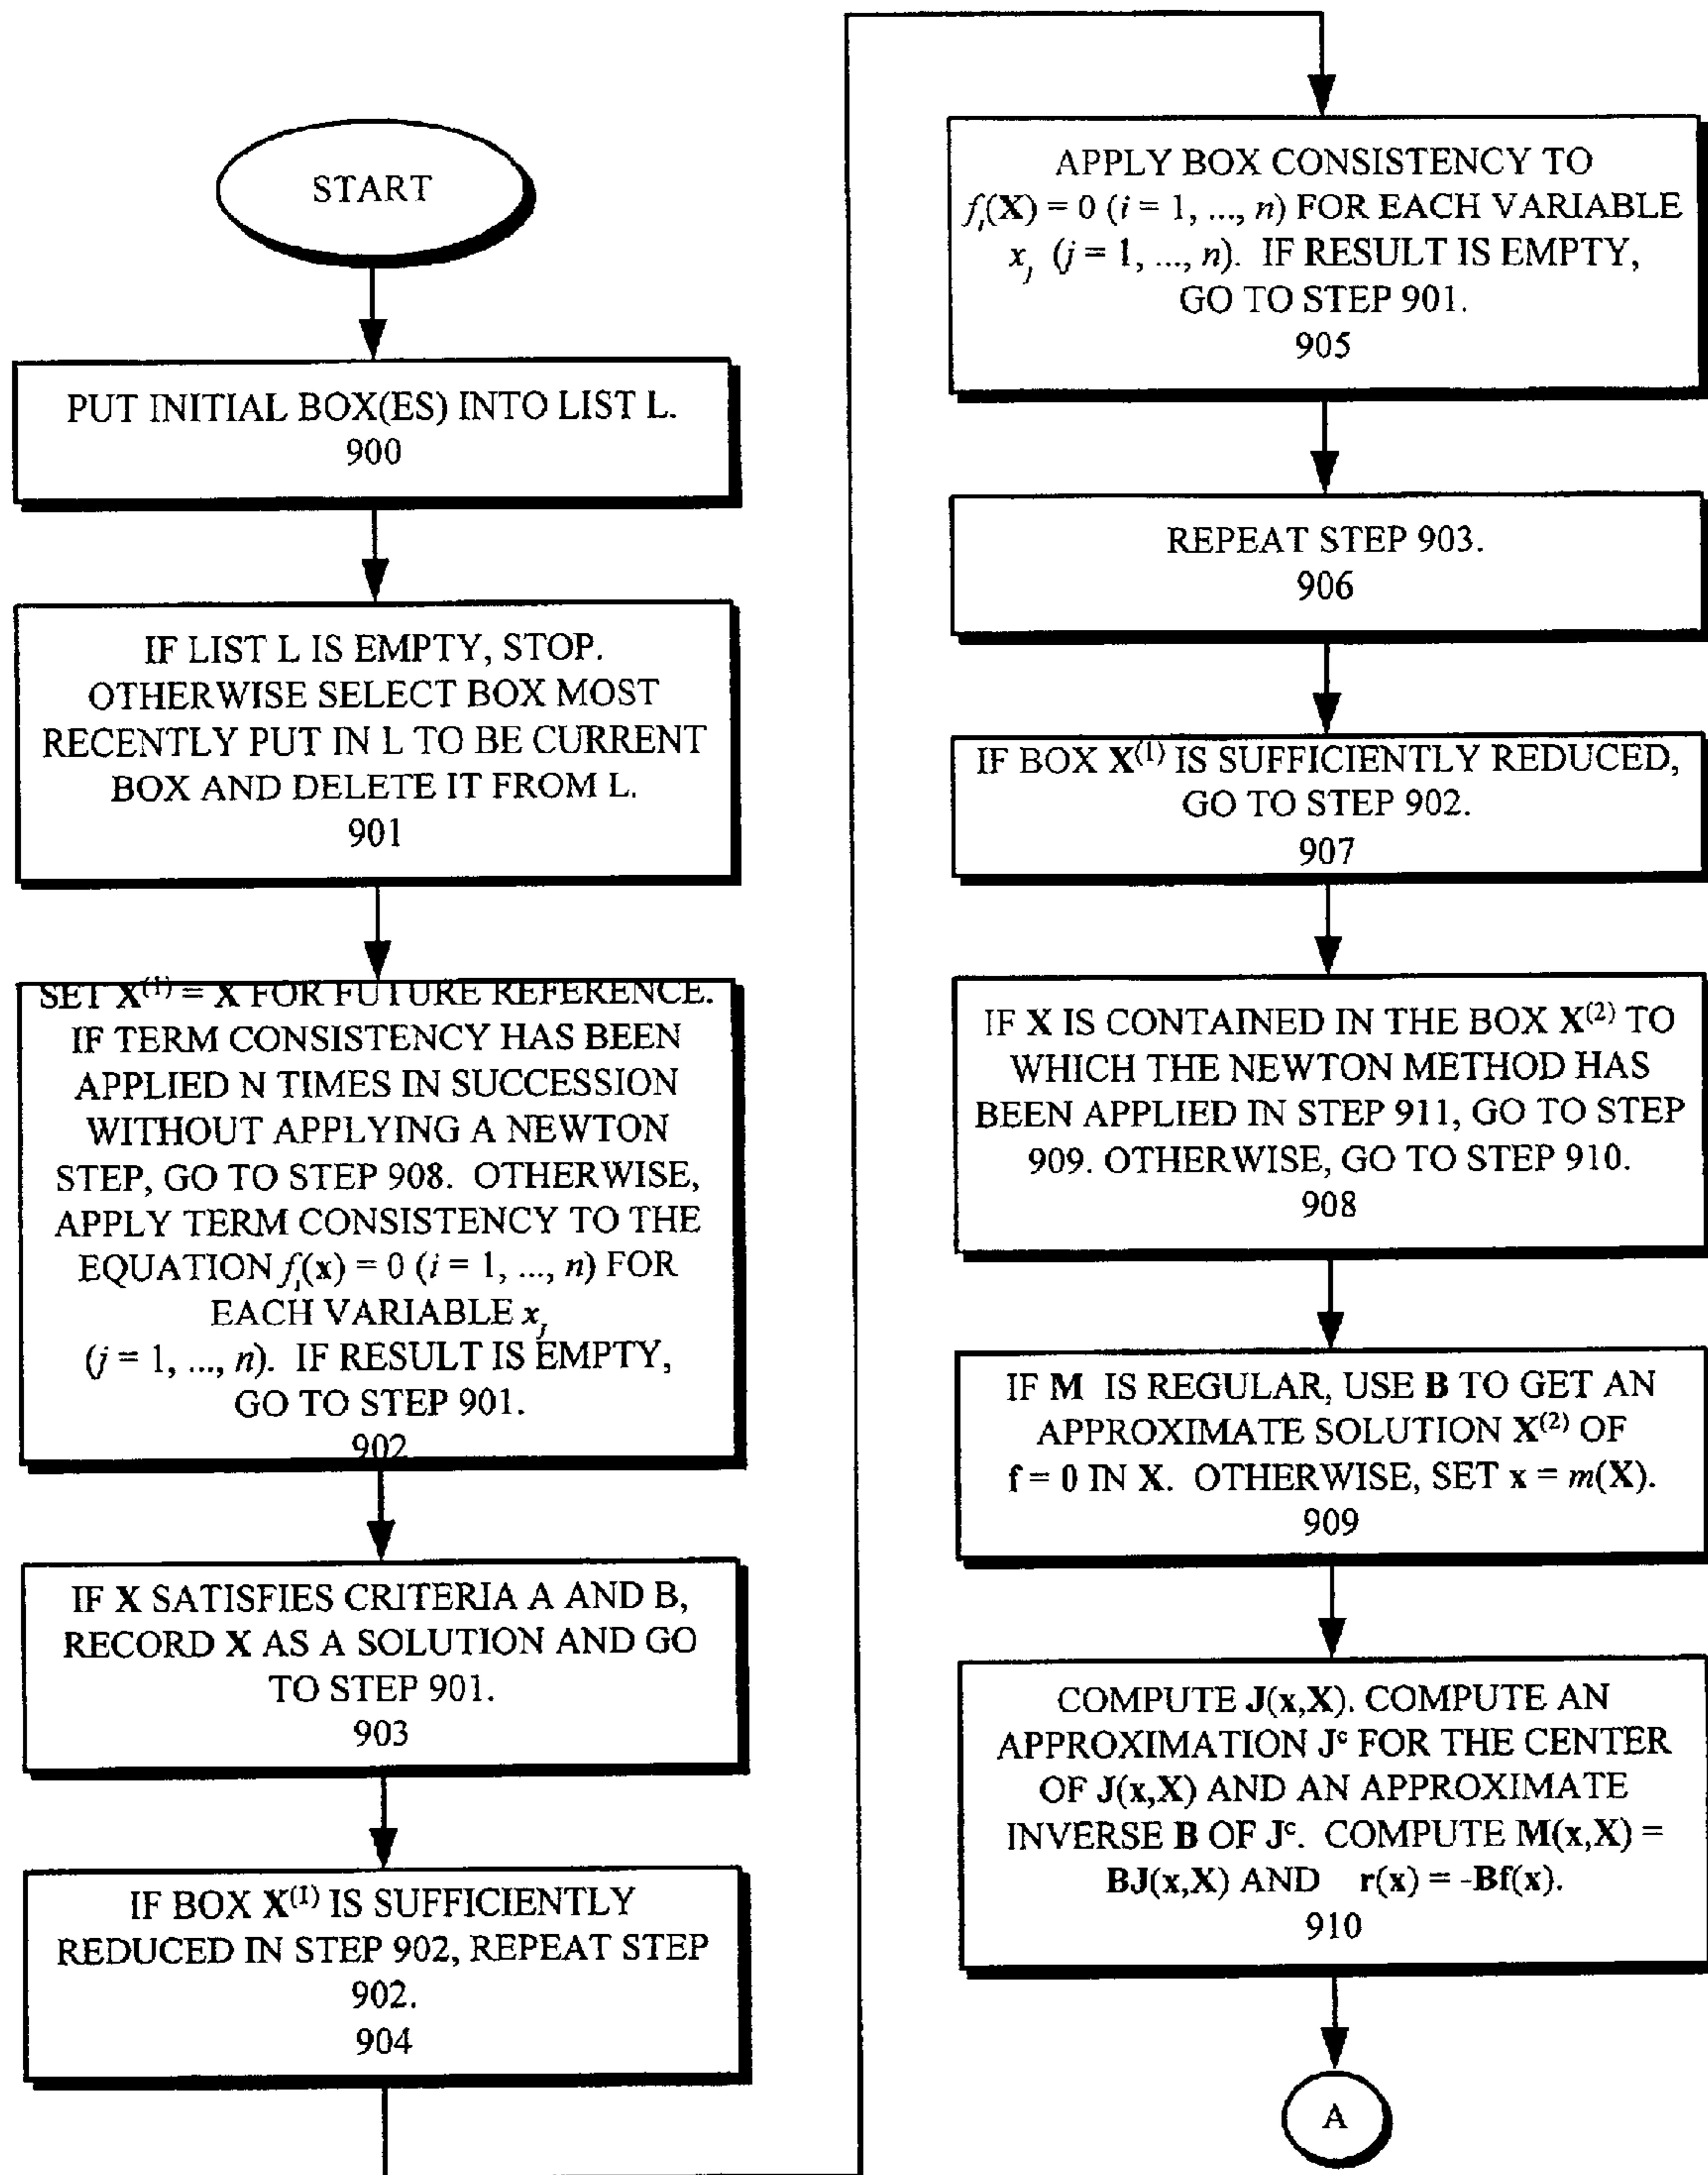 START
PUT INITIAL BOX(ES) INTO LIST L.
900
IF LIST L IS EMPTY, STOP.
OTHERWISE SELECT BOX MOST
RECENTLY PUT IN L TO BE CURRENT
BOX AND DELETE IT FROM L.
901
SET X⁽¹⁾ = X FOR FUTURE REFERENCE.
IF TERM CONSISTENCY HAS BEEN
APPLIED N TIMES IN SUCCESSION
WITHOUT APPLYING A NEWTON
STEP, GO TO STEP 908. OTHERWISE,
APPLY TERM CONSISTENCY TO THE
EQUATION fᵢ(x) = 0 (i = 1, ..., n) FOR
EACH VARIABLE xⱼ
(j = 1, ..., n). IF RESULT IS EMPTY,
GO TO STEP 901.
902
IF X SATISFIES CRITERIA A AND B,
RECORD X AS A SOLUTION AND GO
TO STEP 901.
903
IF BOX X⁽¹⁾ IS SUFFICIENTLY
REDUCED IN STEP 902, REPEAT STEP
902.
904
APPLY BOX CONSISTENCY TO
fᵢ(X) = 0 (i = 1, ..., n) FOR EACH VARIABLE
xⱼ (j = 1, ..., n). IF RESULT IS EMPTY,
GO TO STEP 901.
905
REPEAT STEP 903.
906
IF BOX X⁽¹⁾ IS SUFFICIENTLY REDUCED,
GO TO STEP 902.
907
IF X IS CONTAINED IN THE BOX X⁽²⁾ TO
WHICH THE NEWTON METHOD HAS
BEEN APPLIED IN STEP 911, GO TO STEP
909. OTHERWISE, GO TO STEP 910.
908
IF M IS REGULAR, USE B TO GET AN
APPROXIMATE SOLUTION X⁽²⁾ OF
f = 0 IN X. OTHERWISE, SET x = m(X).
909
COMPUTE J(x,X). COMPUTE AN
APPROXIMATION Jᶜ FOR THE CENTER
OF J(x,X) AND AN APPROXIMATE
INVERSE B OF Jᶜ. COMPUTE M(x,X) =
BJ(x,X) AND r(x) = -Bf(x).
910
A